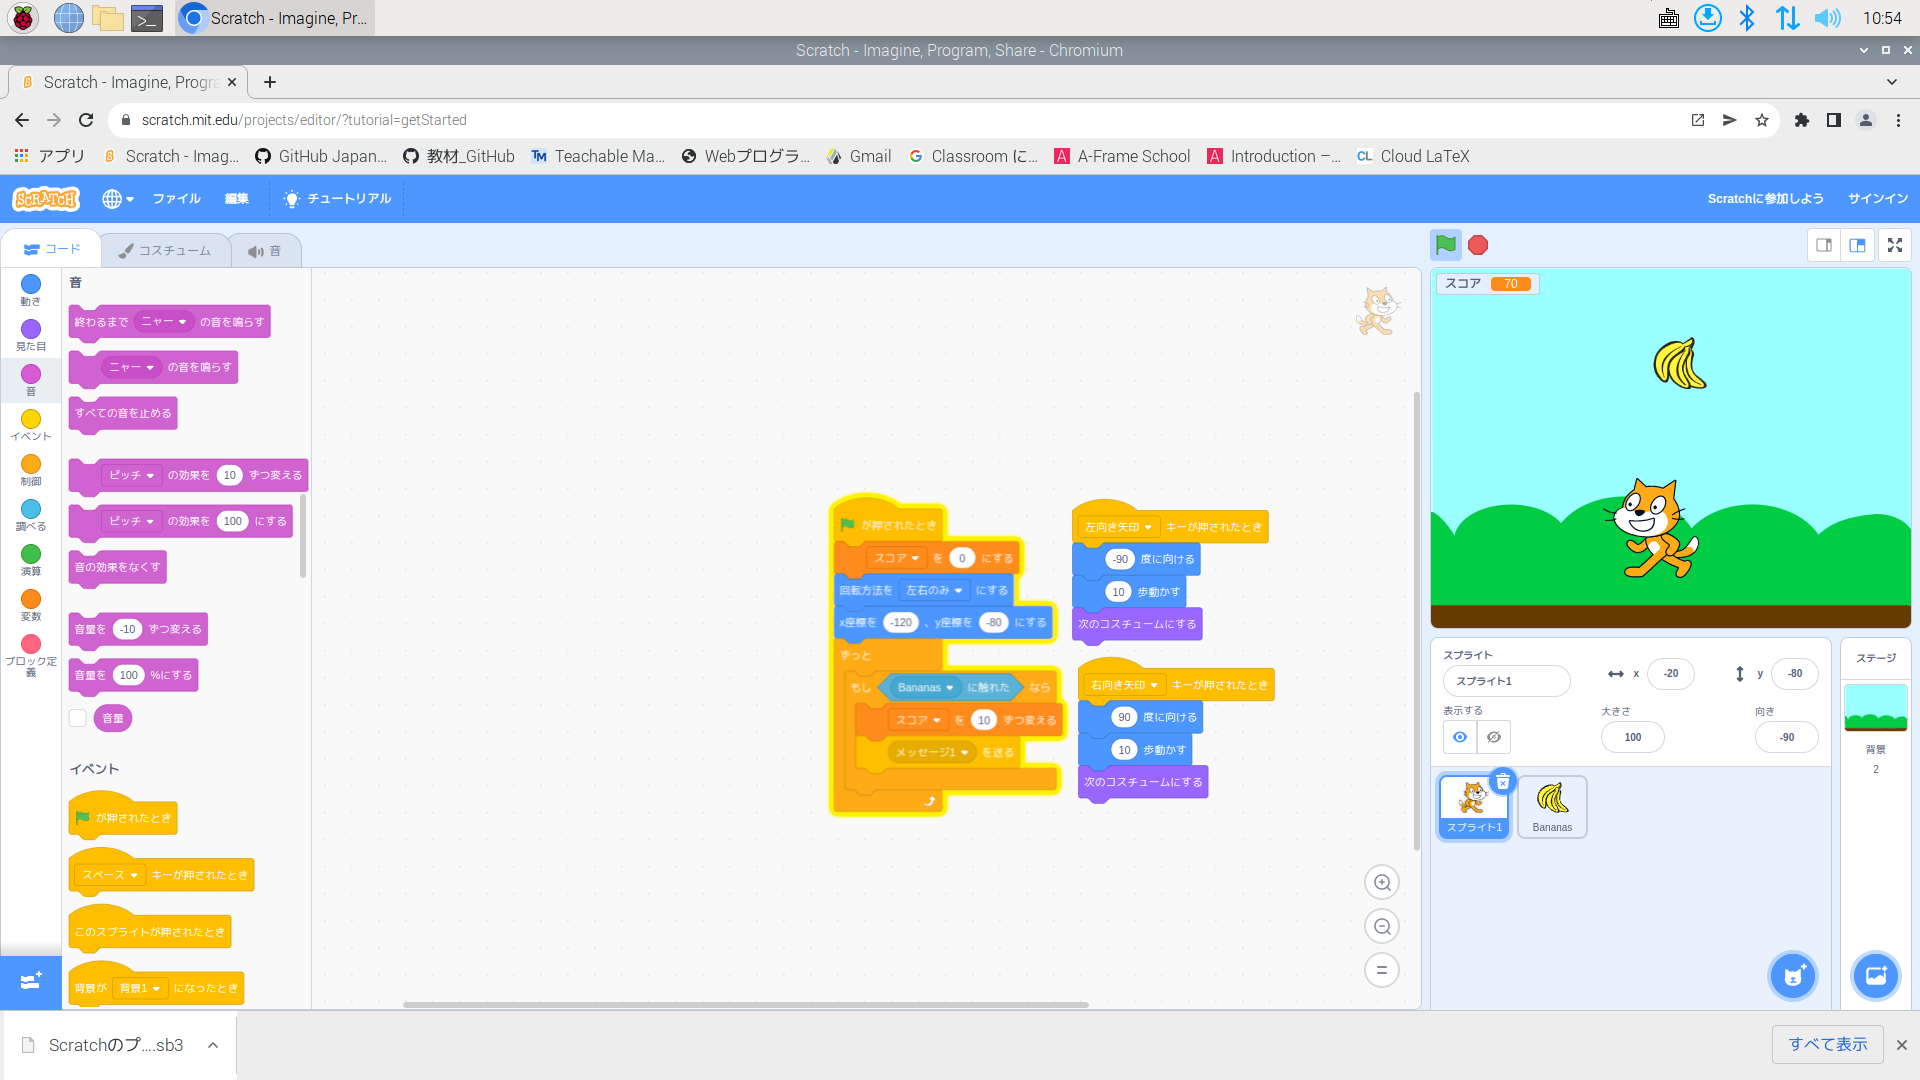 Scratch - Imagine, Pr...
10:54
Scratch - Imagine, Program, Share - Chromium
Scratch - Imagine, Progra
scratch.mit.edu/projects/editor/?tutorial=getStarted
アプリ
Scratch - Imag...
GitHub Japan...
教材_GitHub
Teachable Ma...
Webプログラ...
Gmail
Classroom に...
A-Frame School
Introduction –...
Cloud LaTeX
SCRATCH
ファイル
編集
チュートリアル
Scratchに参加しよう
サインイン
コード
コスチューム
音
動き
見た目
音
イベント
制御
調べる
演算
変数
ブロック定義
音
終わるまで ニャー の音を鳴らす
ニャー の音を鳴らす
すべての音を止める
ピッチ の効果を 10 ずつ変える
ピッチ の効果を 100 にする
音の効果をなくす
音量を -10 ずつ変える
音量を 100 %にする
音量
イベント
が押されたとき
スペース キーが押されたとき
このスプライトが押されたとき
背景が 背景1 になったとき
が押されたとき
スコア を 0 にする
回転方法を 左右のみ にする
x座標を -120 、y座標を -80 にする
ずっと
もし Bananas に触れた なら
スコア を 10 ずつ変える
メッセージ1 を送る
左向き矢印 キーが押されたとき
-90 度に向ける
10 歩動かす
次のコスチュームにする
右向き矢印 キーが押されたとき
90 度に向ける
10 歩動かす
次のコスチュームにする
スコア 70
スプライト
スプライト1
x -20
y -80
表示する
大きさ
100
向き
-90
スプライト1
Bananas
ステージ
背景
2
Scratchのプ....sb3
すべて表示